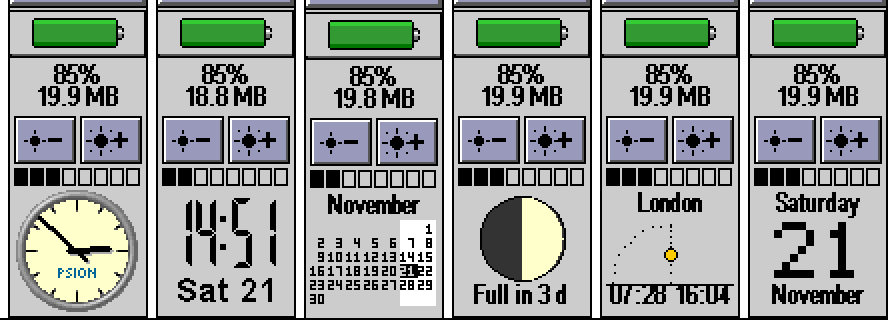 85%
19.9 MB
PSION
85%
18.8 MB
14:51
Sat 21
85%
19.8 MB
November
1
2 3 4 5 6 7 8
9 10 11 12 13 14 15
16 17 18 19 20 21 22
23 24 25 26 27 28 29
30
85%
19.9 MB
Full in 3 d
85%
19.9 MB
London
07:28 16:04
85%
19.9 MB
Saturday
21
November